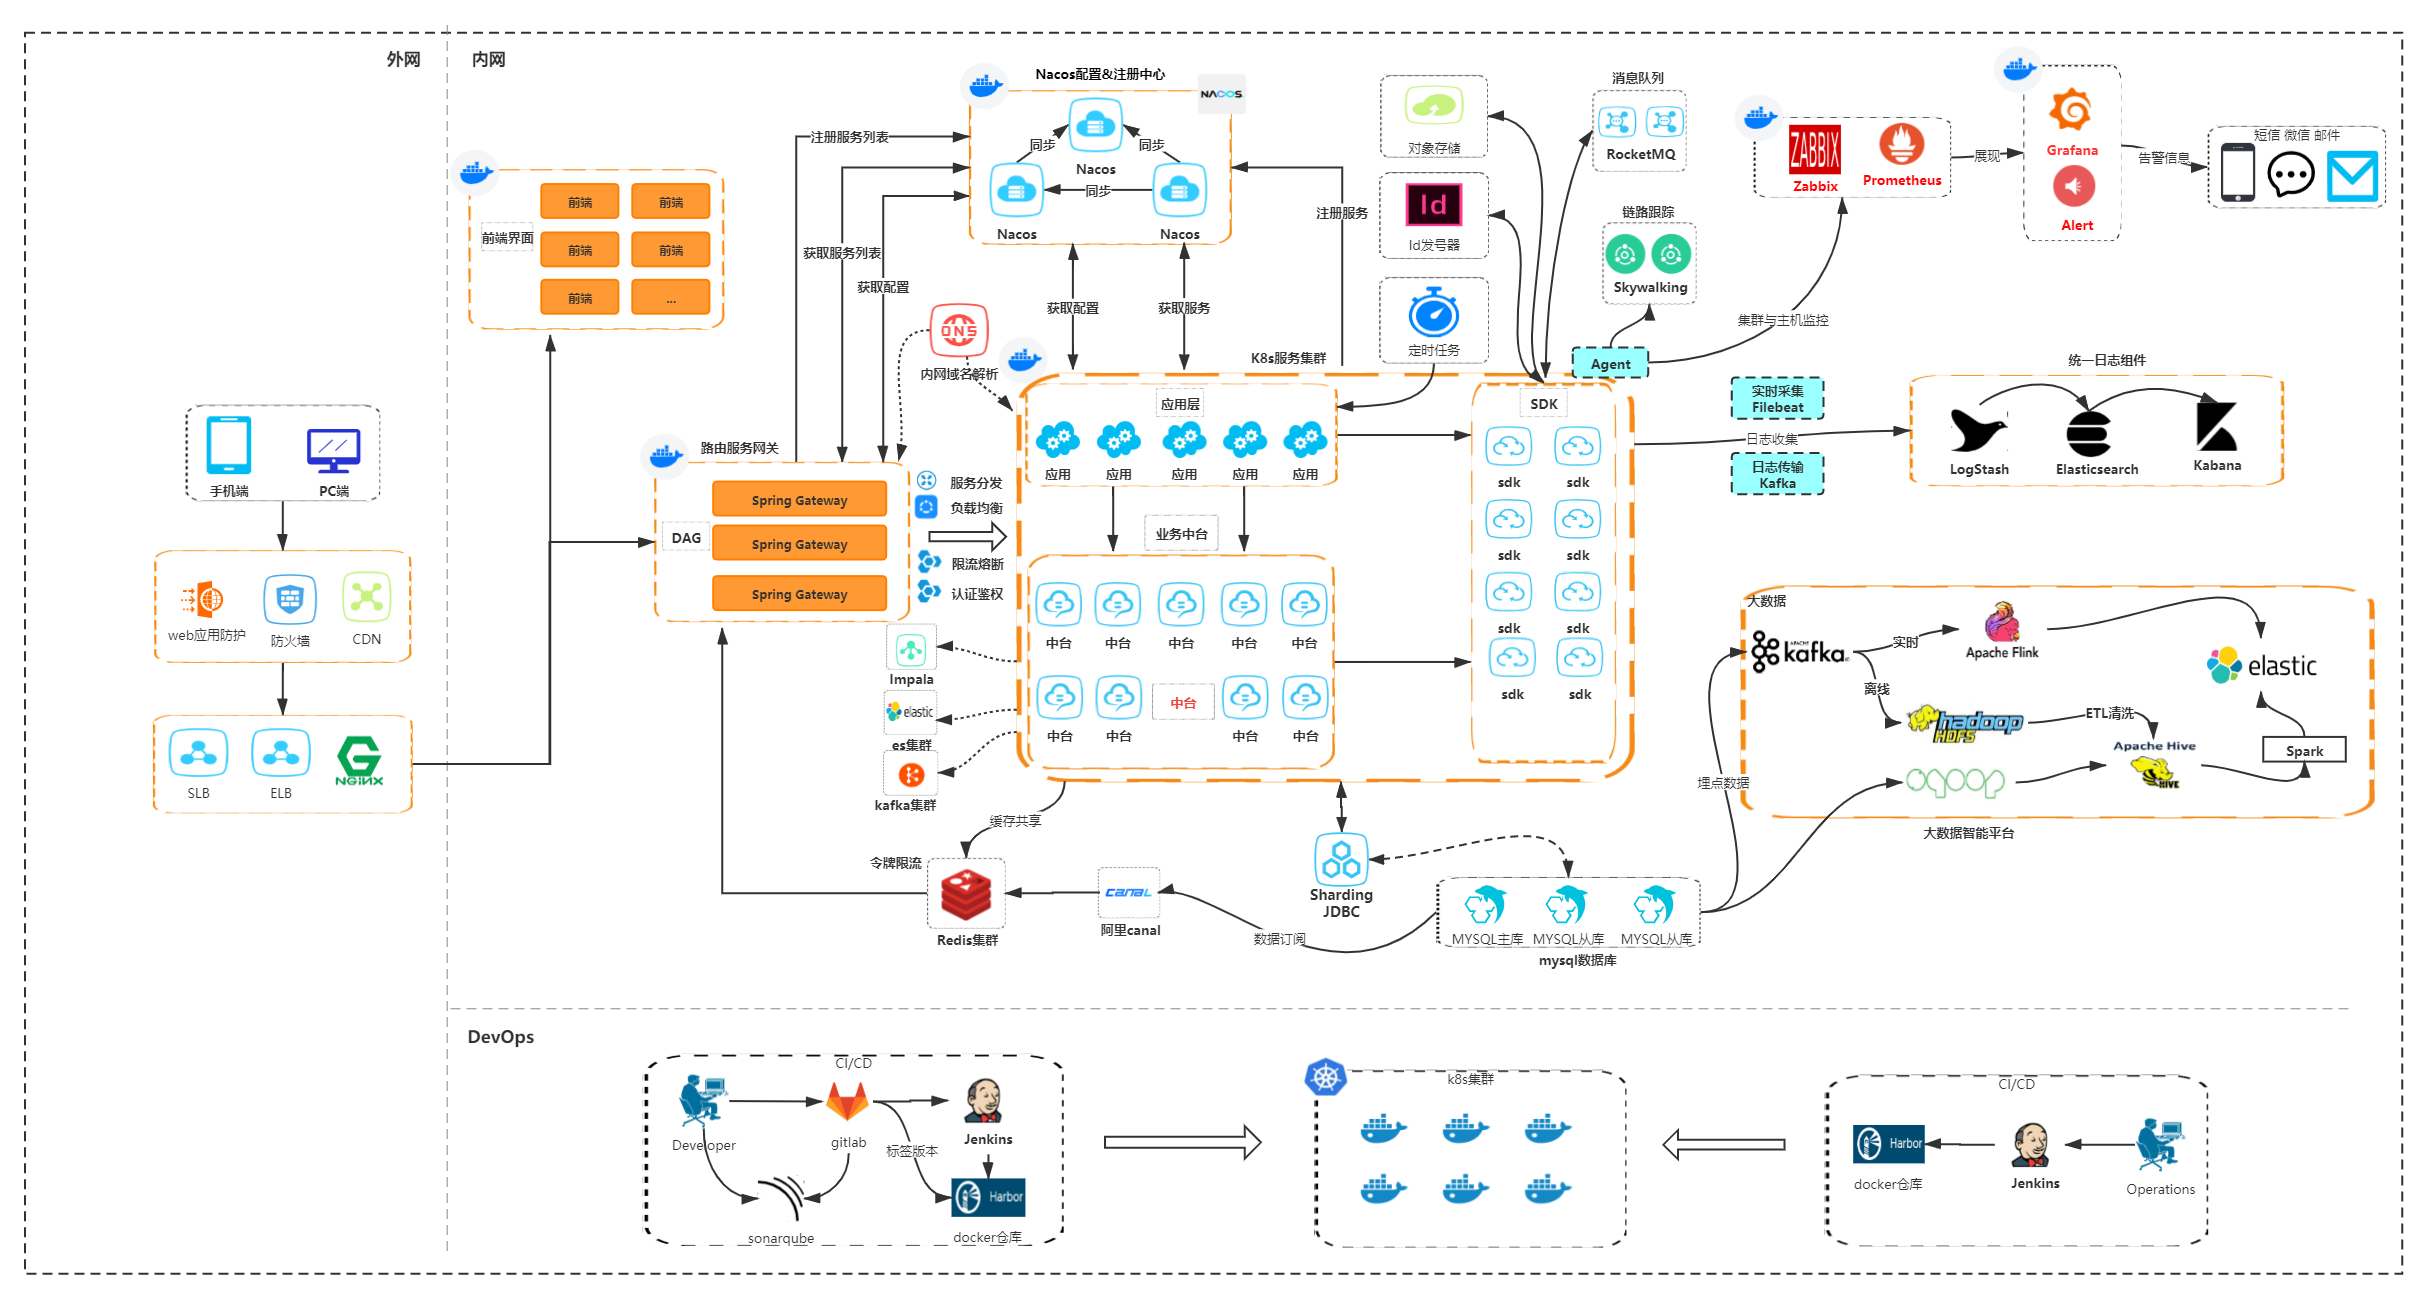 外网
内网
手机端
PC端
web应用防护
防火墙
CDN
SLB
ELB
NGiNX
前端界面
前端
前端
前端
前端
前端
...
Nacos配置&注册中心
NACOS.
Nacos
同步
同步
同步
Nacos
Nacos
注册服务列表
获取服务列表
获取配置
获取配置
获取服务
注册服务
DNS
内网域名解析
路由服务网关
DAG
Spring Gateway
Spring Gateway
Spring Gateway
服务分发
负载均衡
限流熔断
认证鉴权
K8s服务集群
应用层
应用
应用
应用
应用
应用
业务中台
中台
中台
中台
中台
中台
中台
中台
中台
中台
中台
SDK
sdk
sdk
sdk
sdk
sdk
sdk
sdk
sdk
对象存储
Id
Id发号器
定时任务
消息队列
RocketMQ
链路跟踪
Skywalking
Agent
集群与主机监控
ZABBIX
Zabbix
Prometheus
展现
Grafana
Alert
告警信息
短信 微信 邮件
实时采集
Filebeat
日志收集
日志传输
Kafka
统一日志组件
LogStash
Elasticsearch
Kabana
Impala
elastic
es集群
kafka集群
缓存共享
令牌限流
Redis集群
canal
阿里canal
数据订阅
Sharding
JDBC
MYSQL主库
MYSQL从库
MYSQL从库
mysql数据库
埋点数据
大数据
APACHE
kafka
实时
离线
Apache Flink
elastic
hadoop
HDFS
ETL清洗
Apache Hive
HIVE
sqoop
Spark
大数据智能平台
DevOps
CI/CD
Developer
gitlab
Jenkins
标签版本
sonarqube
Harbor
docker仓库
k8s集群
CI/CD
Harbor
docker仓库
Jenkins
Operations